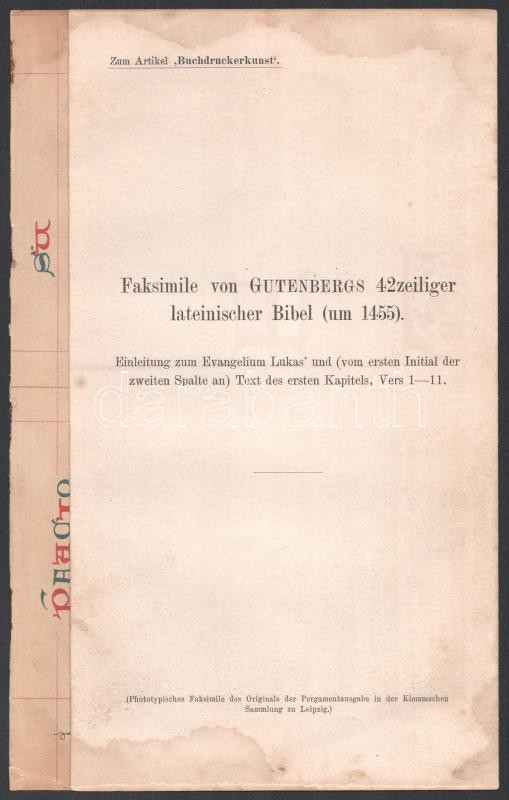 Zum Artikel ‚Buchdruckerkunst‘.
Faksimile von GUTENBERGS 42zeiliger
lateinischer Bibel (um 1455).
Einleitung zum Evangelium Lukas’ und (vom ersten Initial der
zweiten Spalte an) Text des ersten Kapitels, Vers 1—11.
darabanth
(Phototypisches Faksimile des Originals der Pergamentausgabe in der Klemmschen
Sammlung zu Leipzig.)